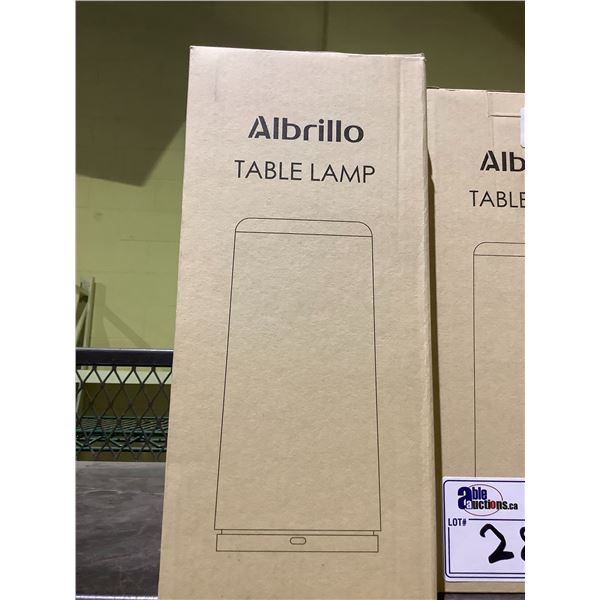 Albrillo
TABLE LAMP
Alb
TABLE
able
auctions.ca
LOT#
28